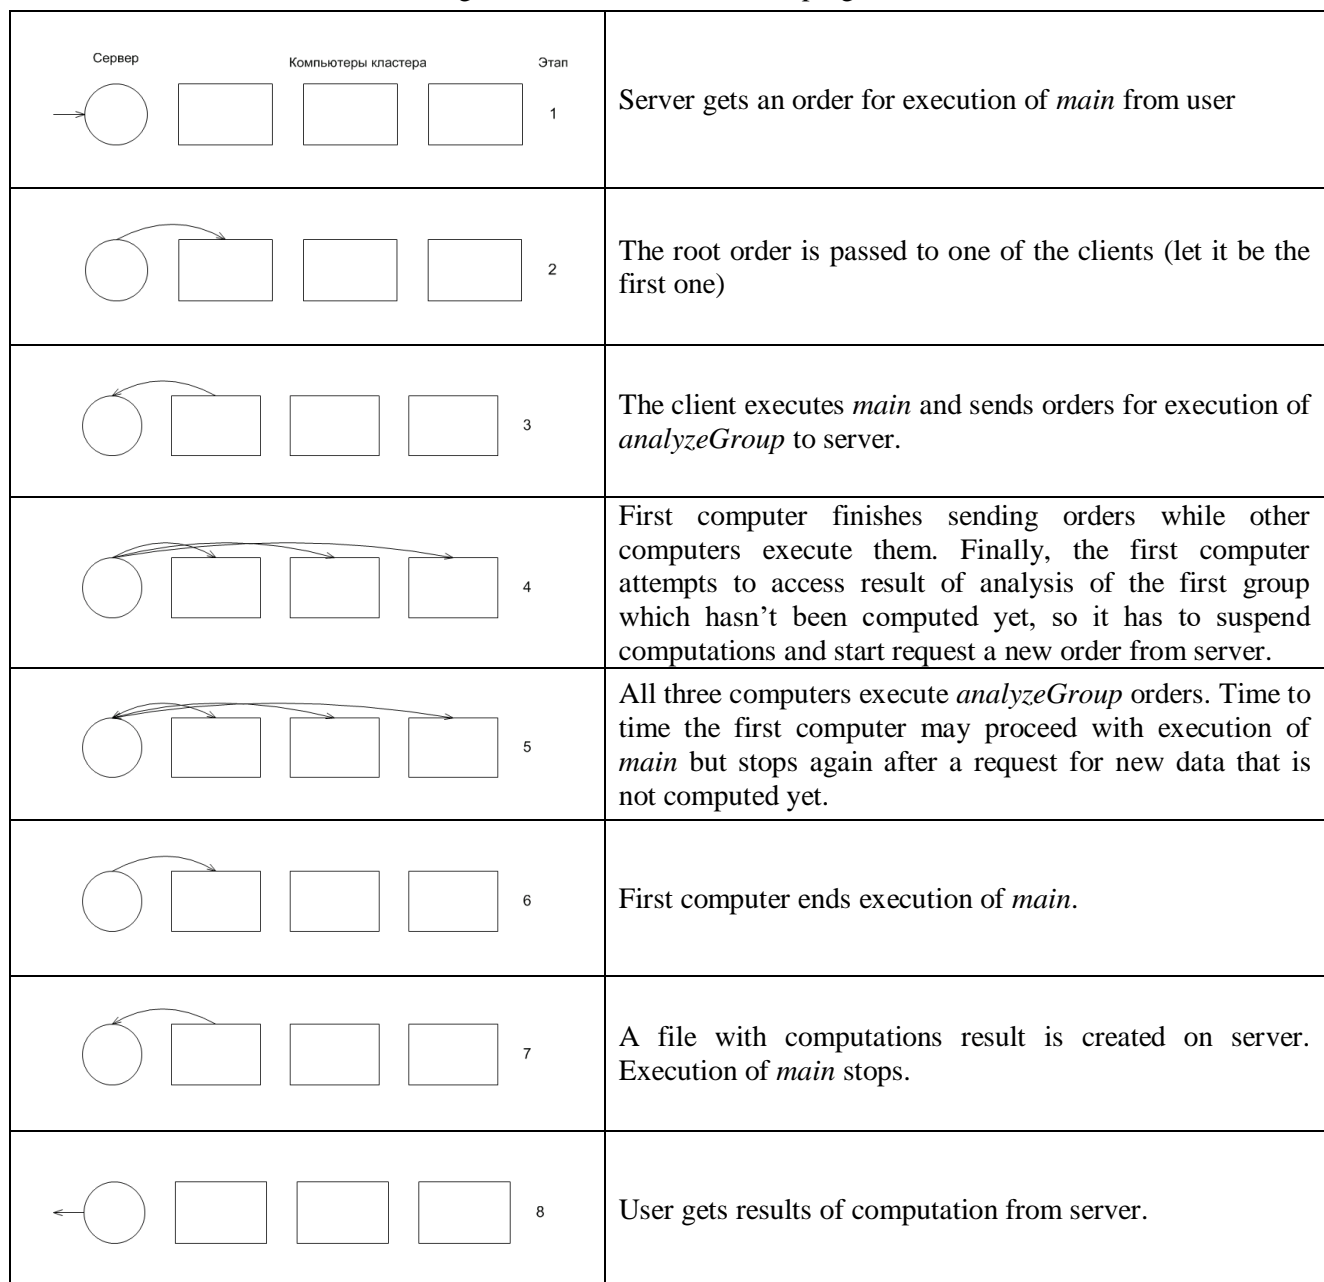 Сервер
Компьютеры кластера
Этап
1
Server gets an order for execution of main from user
2
The root order is passed to one of the clients (let it be the
first one)
3
The client executes main and sends orders for execution of
analyzeGroup to server.
4
First computer finishes sending orders while other
computers execute them. Finally, the first computer
attempts to access result of analysis of the first group
which hasn’t been computed yet, so it has to suspend
computations and start request a new order from server.
5
All three computers execute analyzeGroup orders. Time to
time the first computer may proceed with execution of
main but stops again after a request for new data that is
not computed yet.
6
First computer ends execution of main.
7
A file with computations result is created on server.
Execution of main stops.
8
User gets results of computation from server.